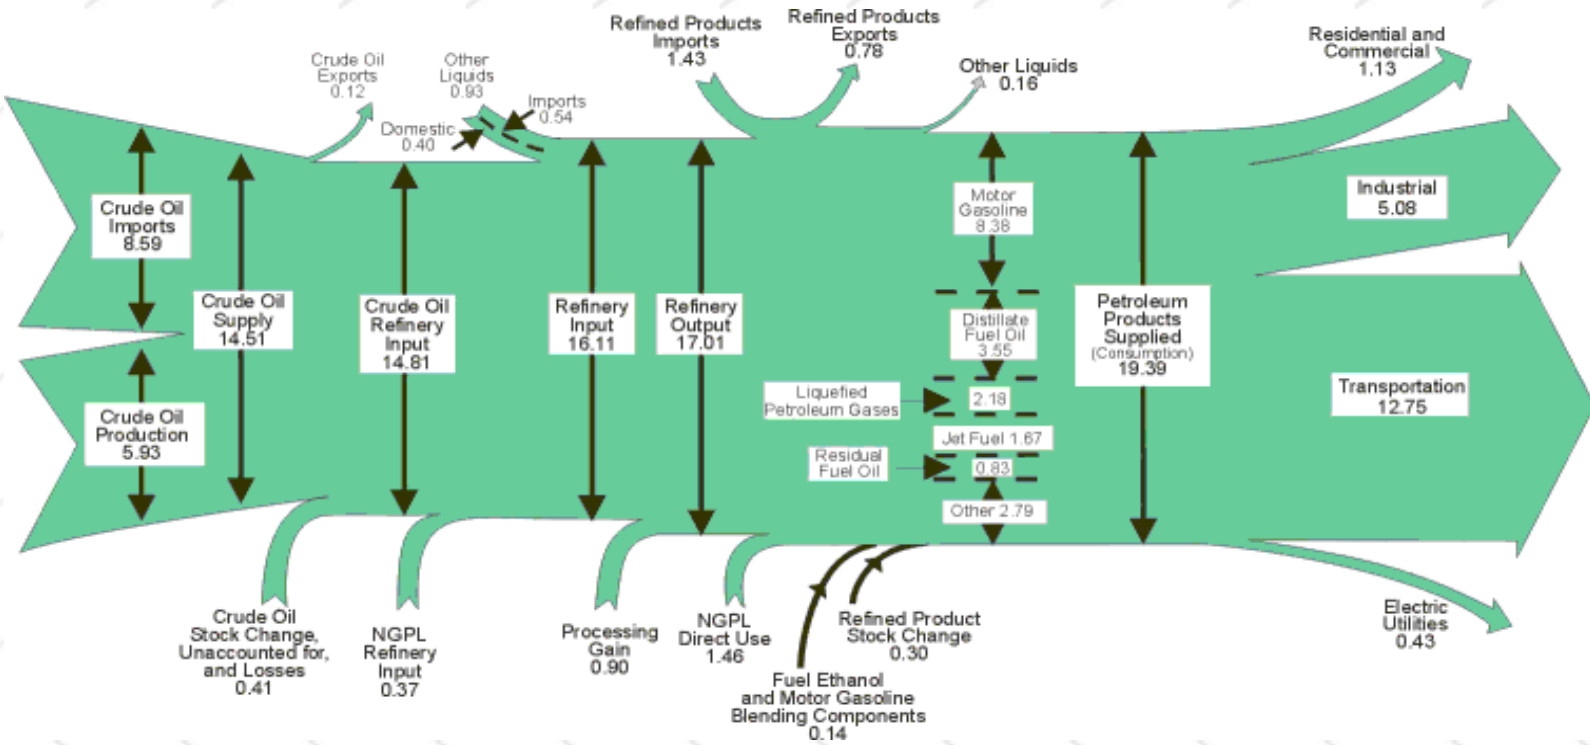 Refined Products
Imports
1.43
Refined Products
Exports
0.78
Residential and
Commercial
1.13
Crude Oil
Exports
0.12
Other
Liquids
0.93
Imports
0.54
Domestic
0.40
Other Liquids
0.16
Crude Oil
Imports
8.59
Crude Oil
Supply
14.51
Crude Oil
Refinery
Input
14.81
Refinery
Input
16.11
Refinery
Output
17.01
Motor
Gasoline
8.38
Distillate
Fuel Oil
3.55
Liquefied
Petroleum Gases
2.18
Jet Fuel 1.67
Residual
Fuel Oil
0.83
Other 2.79
Petroleum
Products
Supplied
(Consumption)
19.39
Industrial
5.08
Transportation
12.75
Crude Oil
Production
5.93
Crude Oil
Stock Change,
Unaccounted for,
and Losses
0.41
NGPL
Refinery
Input
0.37
Processing
Gain
0.90
NGPL
Direct Use
1.46
Fuel Ethanol
and Motor Gasoline
Blending Components
0.14
Refined Product
Stock Change
0.30
Electric
Utilities
0.43